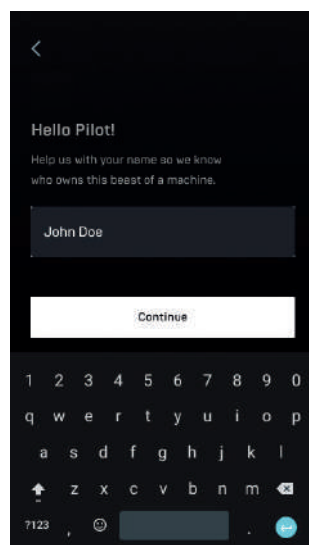 Hello Pilot!
Help us with your name so we know
who owns this beast of a machine.
John Doe
Continue
1 2 3 4 5 6 7 8 9 0
q w e r t y u i o p
a s d f g h j k l
z x c v b n m
?123 , .